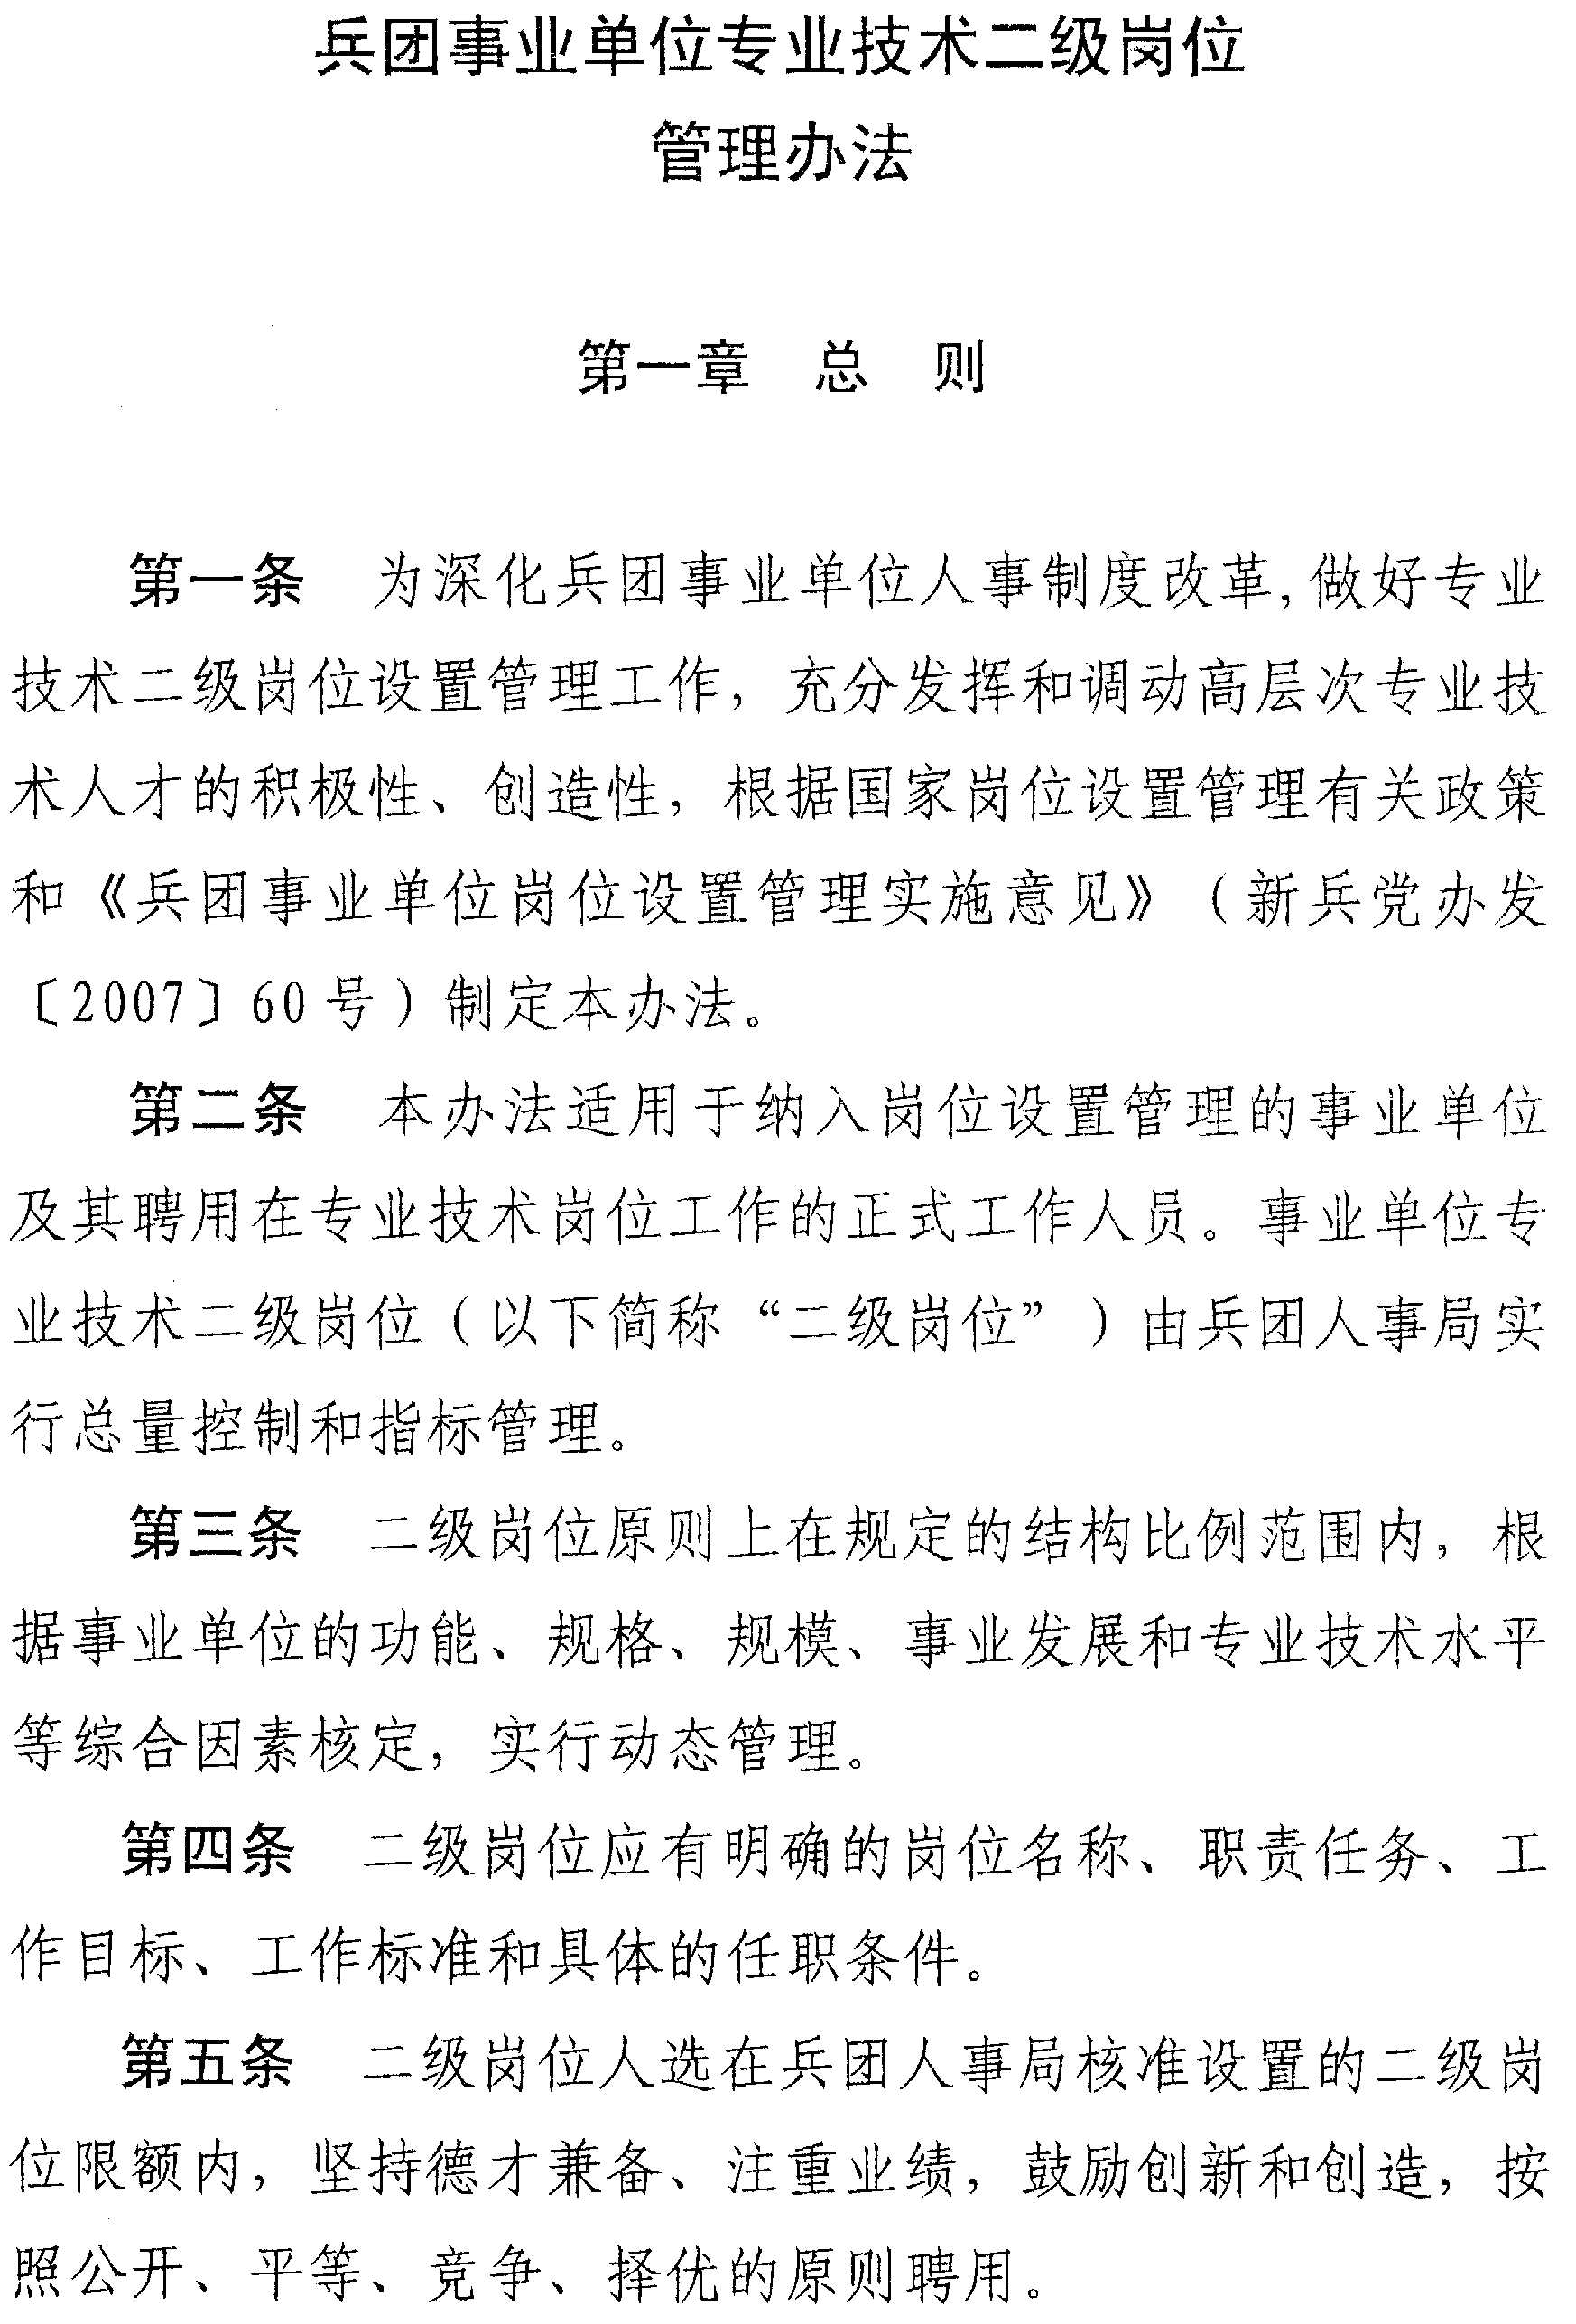 兵团事业单位专业技术二级岗位
管理办法
第一章 总 则
第一条 为深化兵团事业单位人事制度改革,做好专业
技术二级岗位设置管理工作，充分发挥和调动高层次专业技
术人才的积极性、创造性，根据国家岗位设置管理有关政策
和《兵团事业单位岗位设置管理实施意见》（新兵党办发
〔2007〕60号）制定本办法。
第二条 本办法适用于纳入岗位设置管理的事业单位
及其聘用在专业技术岗位工作的正式工作人员。事业单位专
业技术二级岗位（以下简称“二级岗位”）由兵团人事局实
行总量控制和指标管理。
第三条 二级岗位原则上在规定的结构比例范围内，根
据事业单位的功能、规格、规模、事业发展和专业技术水平
等综合因素核定，实行动态管理。
第四条 二级岗位应有明确的岗位名称、职责任务、工
作目标、工作标准和具体的任职条件。
第五条 二级岗位人选在兵团人事局核准设置的二级岗
位限额内，坚持德才兼备、注重业绩，鼓励创新和创造，按
照公开、平等、竞争、择优的原则聘用。